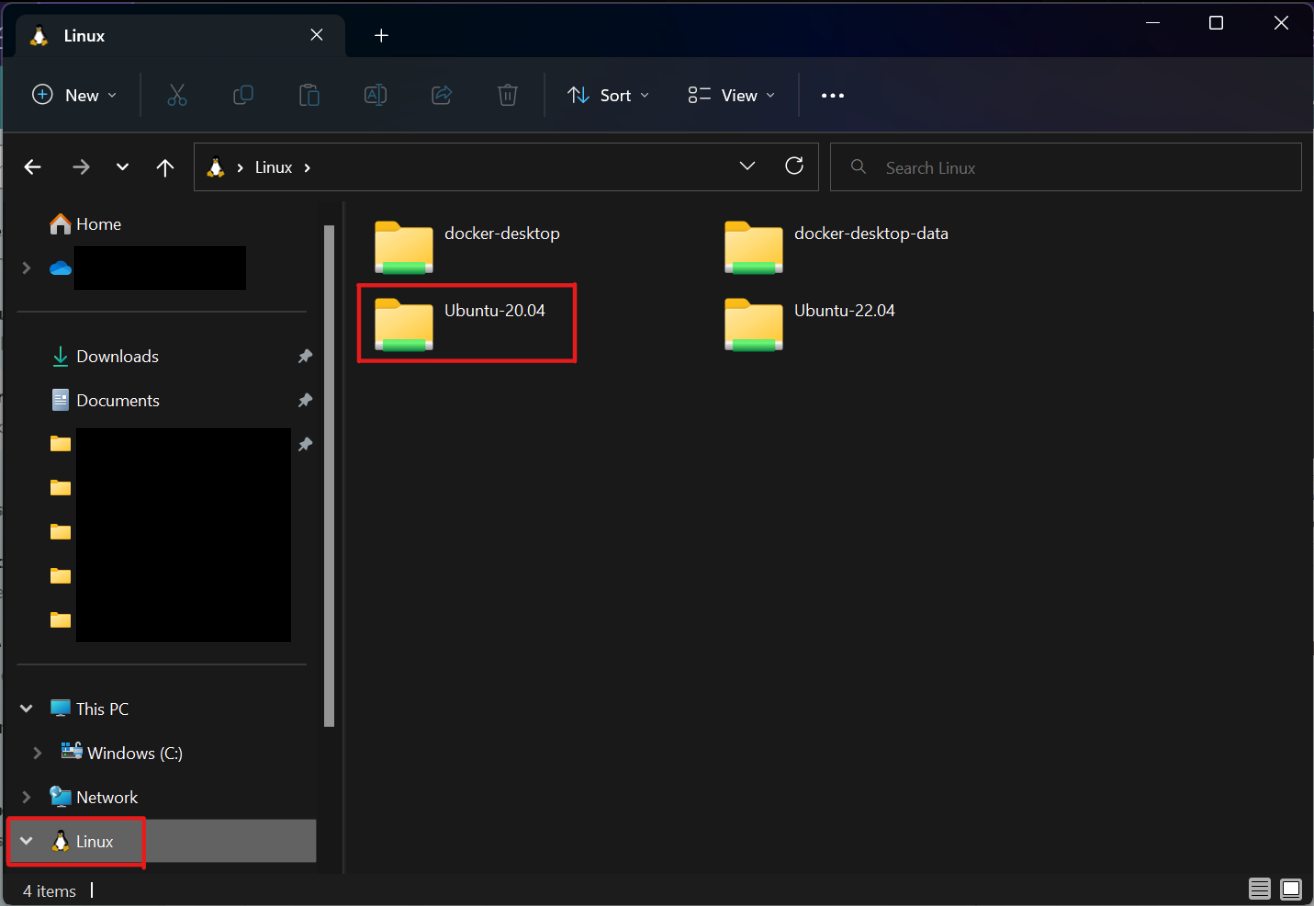 Linux
New
Sort
View
Linux
Search Linux
Home
Downloads
Documents
This PC
Windows (C:)
Network
Linux
docker-desktop
docker-desktop-data
Ubuntu-20.04
Ubuntu-22.04
4 items